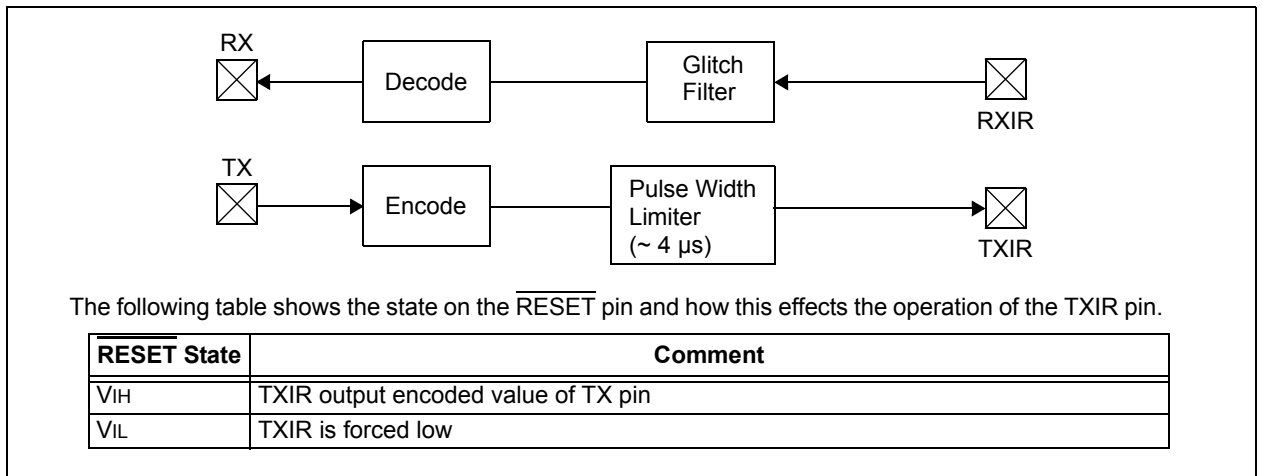 RX
Decode
Glitch
Filter
RXIR
TX
Encode
Pulse Width
Limiter
(~ 4 µs)
TXIR
The following table shows the state on the RESET pin and how this effects the operation of the TXIR pin.
RESET State Comment
VIH TXIR output encoded value of TX pin
VIL TXIR is forced low